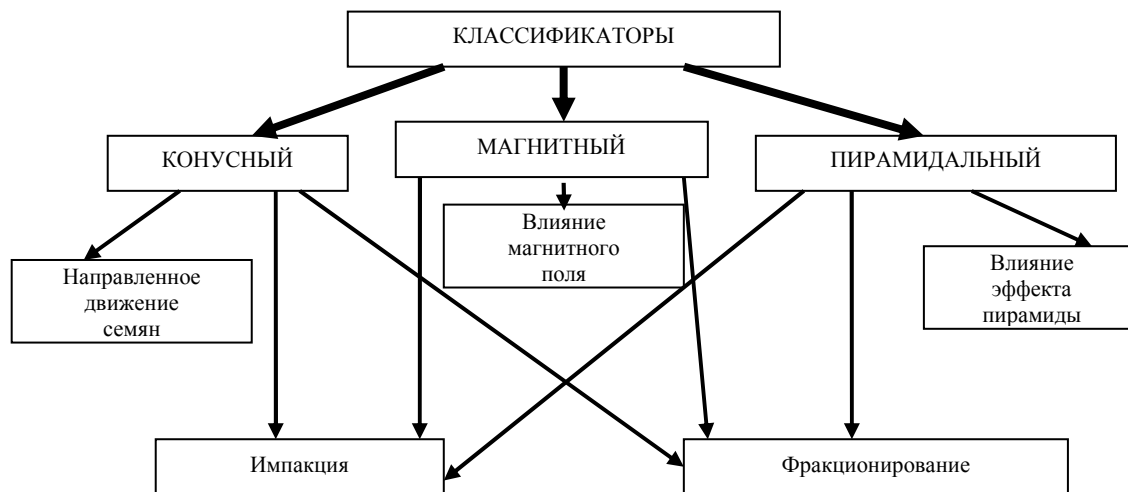 КЛАССИФИКАТОРЫ
КОНУСНЫЙ
МАГНИТНЫЙ
ПИРАМИДАЛЬНЫЙ
Направленное
движение
семян
Влияние
магнитного
поля
Влияние
эффекта
пирамиды
Импакция
Фракционирование